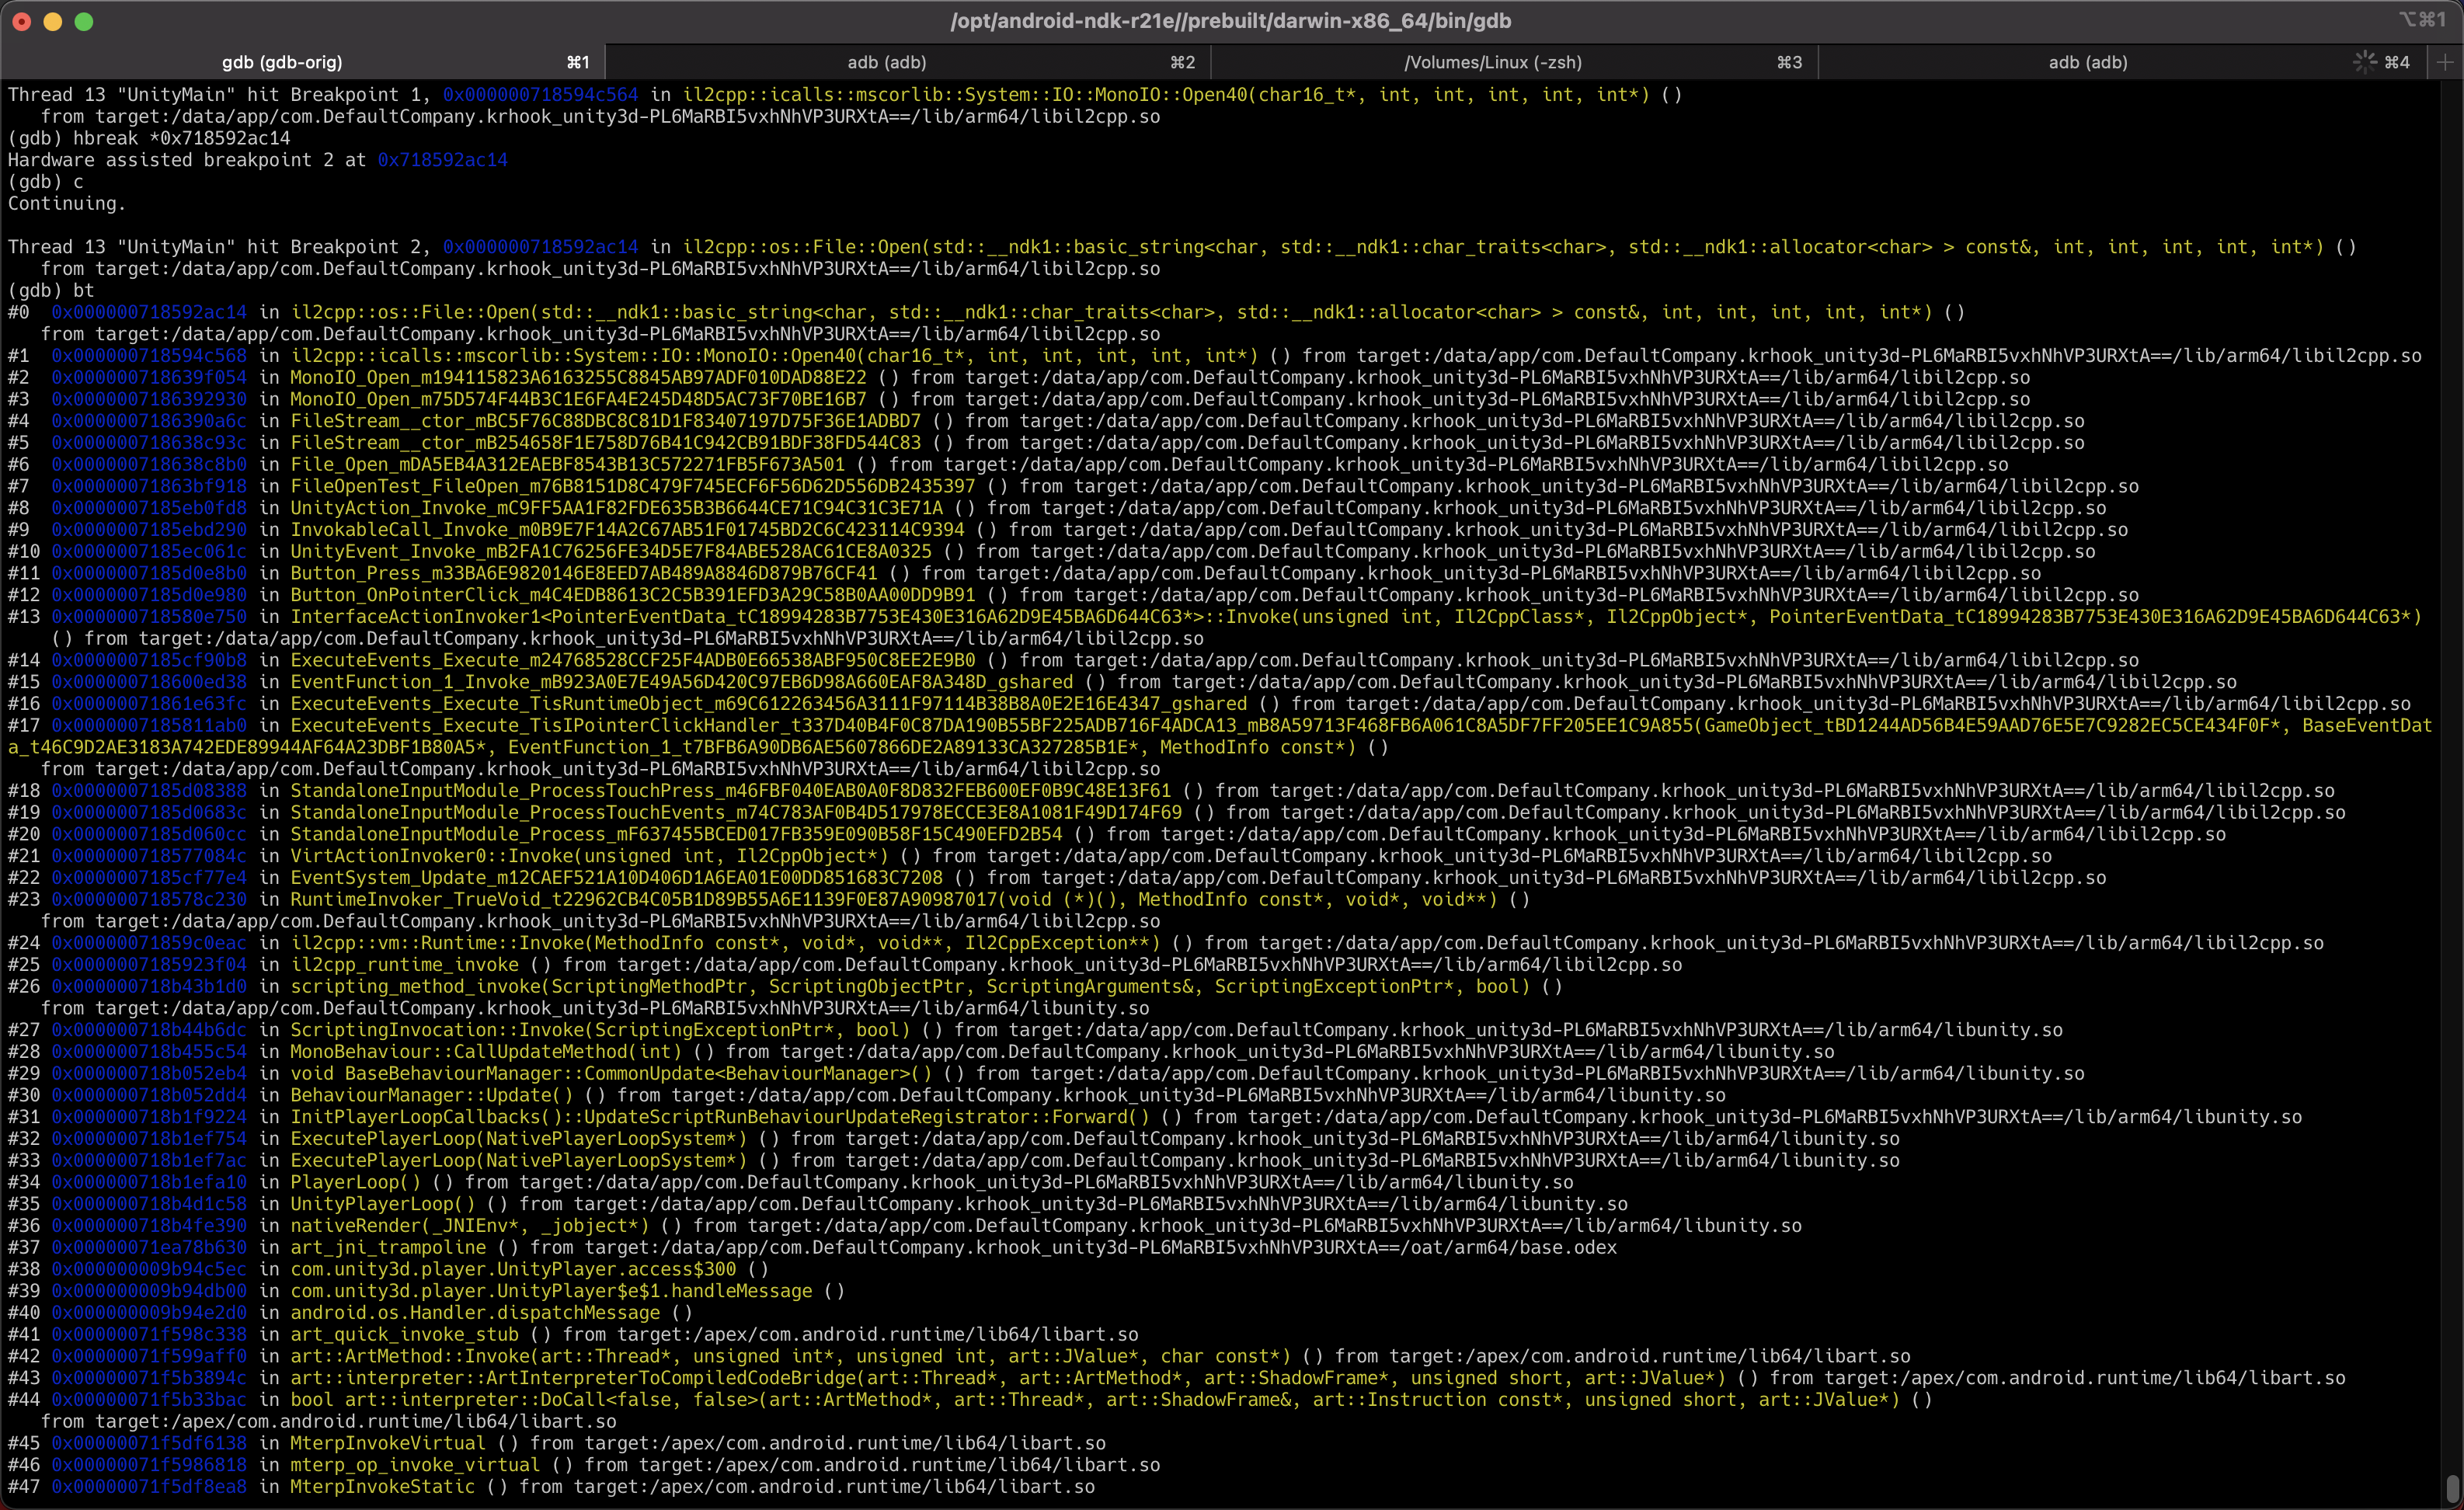 /opt/android-ndk-r21e//prebuilt/darwin-x86_64/bin/gdb
⌥⌘1
gdb (gdb-orig) ⌘1
adb (adb) ⌘2
/Volumes/Linux (-zsh) ⌘3
adb (adb) ⌘4
Thread 13 "UnityMain" hit Breakpoint 1, 0x000000718594c564 in il2cpp::icalls::mscorlib::System::IO::MonoIO::Open40(char16_t*, int, int, int, int, int*) ()
from target:/data/app/com.DefaultCompany.krhook_unity3d-PL6MaRBI5vxhNhVP3URXtA==/lib/arm64/libil2cpp.so
(gdb) hbreak *0x718592ac14
Hardware assisted breakpoint 2 at 0x718592ac14
(gdb) c
Continuing.
Thread 13 "UnityMain" hit Breakpoint 2, 0x000000718592ac14 in il2cpp::os::File::Open(std::__ndk1::basic_string<char, std::__ndk1::char_traits<char>, std::__ndk1::allocator<char> > const&, int, int, int, int, int*) ()
from target:/data/app/com.DefaultCompany.krhook_unity3d-PL6MaRBI5vxhNhVP3URXtA==/lib/arm64/libil2cpp.so
(gdb) bt
#0 0x000000718592ac14 in il2cpp::os::File::Open(std::__ndk1::basic_string<char, std::__ndk1::char_traits<char>, std::__ndk1::allocator<char> > const&, int, int, int, int, int*) ()
from target:/data/app/com.DefaultCompany.krhook_unity3d-PL6MaRBI5vxhNhVP3URXtA==/lib/arm64/libil2cpp.so
#1 0x000000718594c568 in il2cpp::icalls::mscorlib::System::IO::MonoIO::Open40(char16_t*, int, int, int, int, int*) () from target:/data/app/com.DefaultCompany.krhook_unity3d-PL6MaRBI5vxhNhVP3URXtA==/lib/arm64/libil2cpp.so
#2 0x000000718639f054 in MonoIO_Open_m194115823A6163255C8845AB97ADF010DAD88E22 () from target:/data/app/com.DefaultCompany.krhook_unity3d-PL6MaRBI5vxhNhVP3URXtA==/lib/arm64/libil2cpp.so
#3 0x0000007186392930 in MonoIO_Open_m75D574F44B3C1E6FA4E245D48D5AC73F70BE16B7 () from target:/data/app/com.DefaultCompany.krhook_unity3d-PL6MaRBI5vxhNhVP3URXtA==/lib/arm64/libil2cpp.so
#4 0x0000007186390a6c in FileStream__ctor_mBC5F76C88DBC8C81D1F83407197D75F36E1ADBD7 () from target:/data/app/com.DefaultCompany.krhook_unity3d-PL6MaRBI5vxhNhVP3URXtA==/lib/arm64/libil2cpp.so
#5 0x000000718638c93c in FileStream__ctor_mB254658F1E758D76B41C942CB91BDF38FD544C83 () from target:/data/app/com.DefaultCompany.krhook_unity3d-PL6MaRBI5vxhNhVP3URXtA==/lib/arm64/libil2cpp.so
#6 0x000000718638c8b0 in File_Open_mDA5EB4A312EAEBF8543B13C572271FB5F673A501 () from target:/data/app/com.DefaultCompany.krhook_unity3d-PL6MaRBI5vxhNhVP3URXtA==/lib/arm64/libil2cpp.so
#7 0x00000071863bf918 in FileOpenTest_FileOpen_m76B8151D8C479F745ECF6F56D62D556DB2435397 () from target:/data/app/com.DefaultCompany.krhook_unity3d-PL6MaRBI5vxhNhVP3URXtA==/lib/arm64/libil2cpp.so
#8 0x0000007185eb0fd8 in UnityAction_Invoke_mC9FF5AA1F82FDE635B3B6644CE71C94C31C3E71A () from target:/data/app/com.DefaultCompany.krhook_unity3d-PL6MaRBI5vxhNhVP3URXtA==/lib/arm64/libil2cpp.so
#9 0x0000007185ebd290 in InvokableCall_Invoke_m0B9E7F14A2C67AB51F01745BD2C6C423114C9394 () from target:/data/app/com.DefaultCompany.krhook_unity3d-PL6MaRBI5vxhNhVP3URXtA==/lib/arm64/libil2cpp.so
#10 0x0000007185ec061c in UnityEvent_Invoke_mB2FA1C76256FE34D5E7F84ABE528AC61CE8A0325 () from target:/data/app/com.DefaultCompany.krhook_unity3d-PL6MaRBI5vxhNhVP3URXtA==/lib/arm64/libil2cpp.so
#11 0x0000007185d0e8b0 in Button_Press_m33BA6E9820146E8EED7AB489A8846D879B76CF41 () from target:/data/app/com.DefaultCompany.krhook_unity3d-PL6MaRBI5vxhNhVP3URXtA==/lib/arm64/libil2cpp.so
#12 0x0000007185d0e980 in Button_OnPointerClick_m4C4EDB8613C2C5B391EFD3A29C58B0AA00DD9B91 () from target:/data/app/com.DefaultCompany.krhook_unity3d-PL6MaRBI5vxhNhVP3URXtA==/lib/arm64/libil2cpp.so
#13 0x000000718580e750 in InterfaceActionInvoker1<PointerEventData_tC18994283B7753E430E316A62D9E45BA6D644C63*>::Invoke(unsigned int, Il2CppClass*, Il2CppObject*, PointerEventData_tC18994283B7753E430E316A62D9E45BA6D644C63*)
() from target:/data/app/com.DefaultCompany.krhook_unity3d-PL6MaRBI5vxhNhVP3URXtA==/lib/arm64/libil2cpp.so
#14 0x0000007185cf90b8 in ExecuteEvents_Execute_m24768528CCF25F4ADB0E66538ABF950C8EE2E9B0 () from target:/data/app/com.DefaultCompany.krhook_unity3d-PL6MaRBI5vxhNhVP3URXtA==/lib/arm64/libil2cpp.so
#15 0x000000718600ed38 in EventFunction_1_Invoke_mB923A0E7E49A56D420C97EB6D98A660EAF8A348D_gshared () from target:/data/app/com.DefaultCompany.krhook_unity3d-PL6MaRBI5vxhNhVP3URXtA==/lib/arm64/libil2cpp.so
#16 0x00000071861e63fc in ExecuteEvents_Execute_TisRuntimeObject_m69C612263456A3111F97114B38B8A0E2E16E4347_gshared () from target:/data/app/com.DefaultCompany.krhook_unity3d-PL6MaRBI5vxhNhVP3URXtA==/lib/arm64/libil2cpp.so
#17 0x0000007185811ab0 in ExecuteEvents_Execute_TisIPointerClickHandler_t337D40B4F0C87DA190B55BF225ADB716F4ADCA13_mB8A59713F468FB6A061C8A5DF7FF205EE1C9A855(GameObject_tBD1244AD56B4E59AAD76E5E7C9282EC5CE434F0F*, BaseEventDat
a_t46C9D2AE3183A742EDE89944AF64A23DBF1B80A5*, EventFunction_1_t7BFB6A90DB6AE5607866DE2A89133CA327285B1E*, MethodInfo const*) ()
from target:/data/app/com.DefaultCompany.krhook_unity3d-PL6MaRBI5vxhNhVP3URXtA==/lib/arm64/libil2cpp.so
#18 0x0000007185d08388 in StandaloneInputModule_ProcessTouchPress_m46FBF040EAB0A0F8D832FEB600EF0B9C48E13F61 () from target:/data/app/com.DefaultCompany.krhook_unity3d-PL6MaRBI5vxhNhVP3URXtA==/lib/arm64/libil2cpp.so
#19 0x0000007185d0683c in StandaloneInputModule_ProcessTouchEvents_m74C783AF0B4D517978ECCE3E8A1081F49D174F69 () from target:/data/app/com.DefaultCompany.krhook_unity3d-PL6MaRBI5vxhNhVP3URXtA==/lib/arm64/libil2cpp.so
#20 0x0000007185d060cc in StandaloneInputModule_Process_mF637455BCED017FB359E090B58F15C490EFD2B54 () from target:/data/app/com.DefaultCompany.krhook_unity3d-PL6MaRBI5vxhNhVP3URXtA==/lib/arm64/libil2cpp.so
#21 0x000000718577084c in VirtActionInvoker0::Invoke(unsigned int, Il2CppObject*) () from target:/data/app/com.DefaultCompany.krhook_unity3d-PL6MaRBI5vxhNhVP3URXtA==/lib/arm64/libil2cpp.so
#22 0x0000007185cf77e4 in EventSystem_Update_m12CAEF521A10D406D1A6EA01E00DD851683C7208 () from target:/data/app/com.DefaultCompany.krhook_unity3d-PL6MaRBI5vxhNhVP3URXtA==/lib/arm64/libil2cpp.so
#23 0x000000718578c230 in RuntimeInvoker_TrueVoid_t22962CB4C05B1D89B55A6E1139F0E87A90987017(void (*)(), MethodInfo const*, void*, void**) ()
from target:/data/app/com.DefaultCompany.krhook_unity3d-PL6MaRBI5vxhNhVP3URXtA==/lib/arm64/libil2cpp.so
#24 0x00000071859c0eac in il2cpp::vm::Runtime::Invoke(MethodInfo const*, void*, void**, Il2CppException**) () from target:/data/app/com.DefaultCompany.krhook_unity3d-PL6MaRBI5vxhNhVP3URXtA==/lib/arm64/libil2cpp.so
#25 0x0000007185923f04 in il2cpp_runtime_invoke () from target:/data/app/com.DefaultCompany.krhook_unity3d-PL6MaRBI5vxhNhVP3URXtA==/lib/arm64/libil2cpp.so
#26 0x000000718b43b1d0 in scripting_method_invoke(ScriptingMethodPtr, ScriptingObjectPtr, ScriptingArguments&, ScriptingExceptionPtr*, bool) ()
from target:/data/app/com.DefaultCompany.krhook_unity3d-PL6MaRBI5vxhNhVP3URXtA==/lib/arm64/libunity.so
#27 0x000000718b44b6dc in ScriptingInvocation::Invoke(ScriptingExceptionPtr*, bool) () from target:/data/app/com.DefaultCompany.krhook_unity3d-PL6MaRBI5vxhNhVP3URXtA==/lib/arm64/libunity.so
#28 0x000000718b455c54 in MonoBehaviour::CallUpdateMethod(int) () from target:/data/app/com.DefaultCompany.krhook_unity3d-PL6MaRBI5vxhNhVP3URXtA==/lib/arm64/libunity.so
#29 0x000000718b052eb4 in void BaseBehaviourManager::CommonUpdate<BehaviourManager>() () from target:/data/app/com.DefaultCompany.krhook_unity3d-PL6MaRBI5vxhNhVP3URXtA==/lib/arm64/libunity.so
#30 0x000000718b052dd4 in BehaviourManager::Update() () from target:/data/app/com.DefaultCompany.krhook_unity3d-PL6MaRBI5vxhNhVP3URXtA==/lib/arm64/libunity.so
#31 0x000000718b1f9224 in InitPlayerLoopCallbacks()::UpdateScriptRunBehaviourUpdateRegistrator::Forward() () from target:/data/app/com.DefaultCompany.krhook_unity3d-PL6MaRBI5vxhNhVP3URXtA==/lib/arm64/libunity.so
#32 0x000000718b1ef754 in ExecutePlayerLoop(NativePlayerLoopSystem*) () from target:/data/app/com.DefaultCompany.krhook_unity3d-PL6MaRBI5vxhNhVP3URXtA==/lib/arm64/libunity.so
#33 0x000000718b1ef7ac in ExecutePlayerLoop(NativePlayerLoopSystem*) () from target:/data/app/com.DefaultCompany.krhook_unity3d-PL6MaRBI5vxhNhVP3URXtA==/lib/arm64/libunity.so
#34 0x000000718b1efa10 in PlayerLoop() () from target:/data/app/com.DefaultCompany.krhook_unity3d-PL6MaRBI5vxhNhVP3URXtA==/lib/arm64/libunity.so
#35 0x000000718b4d1c58 in UnityPlayerLoop() () from target:/data/app/com.DefaultCompany.krhook_unity3d-PL6MaRBI5vxhNhVP3URXtA==/lib/arm64/libunity.so
#36 0x000000718b4fe390 in nativeRender(_JNIEnv*, _jobject*) () from target:/data/app/com.DefaultCompany.krhook_unity3d-PL6MaRBI5vxhNhVP3URXtA==/lib/arm64/libunity.so
#37 0x00000071ea78b630 in art_jni_trampoline () from target:/data/app/com.DefaultCompany.krhook_unity3d-PL6MaRBI5vxhNhVP3URXtA==/oat/arm64/base.odex
#38 0x000000009b94c5ec in com.unity3d.player.UnityPlayer.access$300 ()
#39 0x000000009b94db00 in com.unity3d.player.UnityPlayer$e$1.handleMessage ()
#40 0x000000009b94e2d0 in android.os.Handler.dispatchMessage ()
#41 0x00000071f598c338 in art_quick_invoke_stub () from target:/apex/com.android.runtime/lib64/libart.so
#42 0x00000071f599aff0 in art::ArtMethod::Invoke(art::Thread*, unsigned int*, unsigned int, art::JValue*, char const*) () from target:/apex/com.android.runtime/lib64/libart.so
#43 0x00000071f5b3894c in art::interpreter::ArtInterpreterToCompiledCodeBridge(art::Thread*, art::ArtMethod*, art::ShadowFrame*, unsigned short, art::JValue*) () from target:/apex/com.android.runtime/lib64/libart.so
#44 0x00000071f5b33bac in bool art::interpreter::DoCall<false, false>(art::ArtMethod*, art::Thread*, art::ShadowFrame&, art::Instruction const*, unsigned short, art::JValue*) ()
from target:/apex/com.android.runtime/lib64/libart.so
#45 0x00000071f5df6138 in MterpInvokeVirtual () from target:/apex/com.android.runtime/lib64/libart.so
#46 0x00000071f5986818 in mterp_op_invoke_virtual () from target:/apex/com.android.runtime/lib64/libart.so
#47 0x00000071f5df8ea8 in MterpInvokeStatic () from target:/apex/com.android.runtime/lib64/libart.so